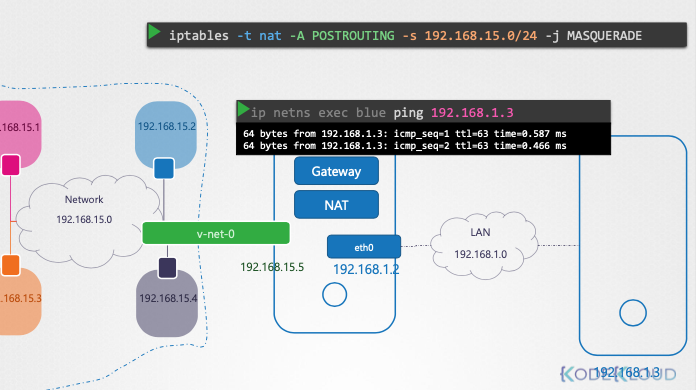 iptables -t nat -A POSTROUTING -s 192.168.15.0/24 -j MASQUERADE
ip netns exec blue ping 192.168.1.3
64 bytes from 192.168.1.3: icmp_seq=1 ttl=63 time=0.587 ms
64 bytes from 192.168.1.3: icmp_seq=2 ttl=63 time=0.466 ms
.168.15.1
192.168.15.2
Gateway
Network
192.168.15.0
NAT
v-net-0
LAN
eth0
192.168.1.0
192.168.15.5
192.168.1.2
.168.15.3
192.168.15.4
KODEKLOUD
192.168.1.3